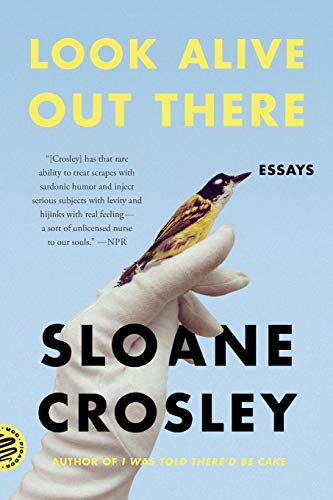 LOOK ALIVE
OUT THERE
ESSAYS
"[Crosley] has that rare
ability to treat scrapes with
sardonic humor and inject
serious subjects with levity and
hijinks with real feeling—
a sort of unlicensed nurse
to our souls." —NPR
SLOANE
CROSLEY
AUTHOR OF I WAS TOLD THERE'D BE CAKE